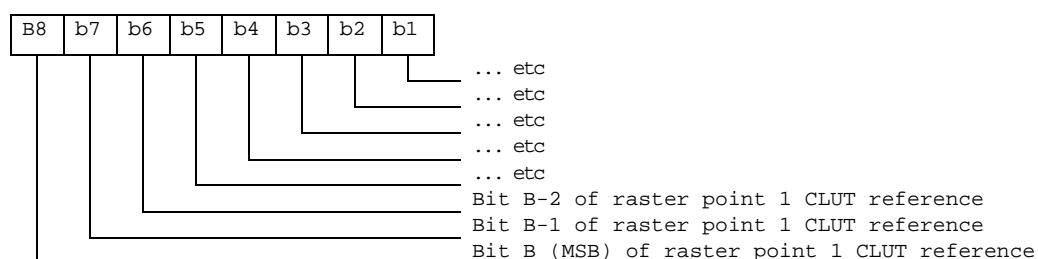 B8 b7 b6 b5 b4 b3 b2 b1
... etc
... etc
... etc
... etc
... etc
Bit B-2 of raster point 1 CLUT reference
Bit B-1 of raster point 1 CLUT reference
Bit B (MSB) of raster point 1 CLUT reference